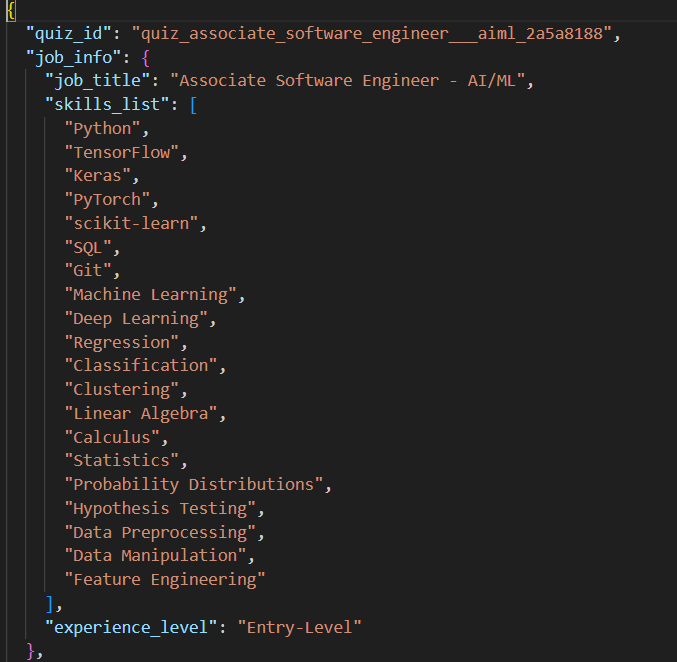 {
"quiz_id": "quiz_associate_software_engineer___aiml_2a5a8188",
"job_info": {
"job_title": "Associate Software Engineer - AI/ML",
"skills_list": [
"Python",
"TensorFlow",
"Keras",
"PyTorch",
"scikit-learn",
"SQL",
"Git",
"Machine Learning",
"Deep Learning",
"Regression",
"Classification",
"Clustering",
"Linear Algebra",
"Calculus",
"Statistics",
"Probability Distributions",
"Hypothesis Testing",
"Data Preprocessing",
"Data Manipulation",
"Feature Engineering"
],
"experience_level": "Entry-Level"
},